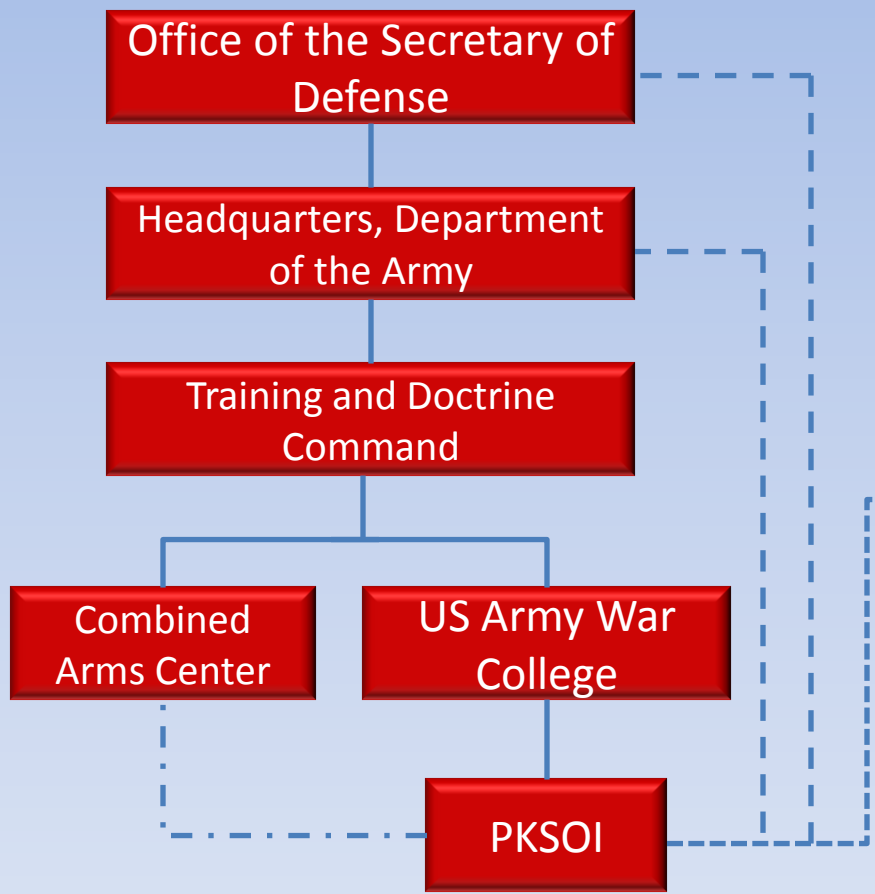 Office of the Secretary of
Defense
Headquarters, Department
of the Army
Training and Doctrine
Command
Combined
Arms Center
US Army War
College
PKSOI